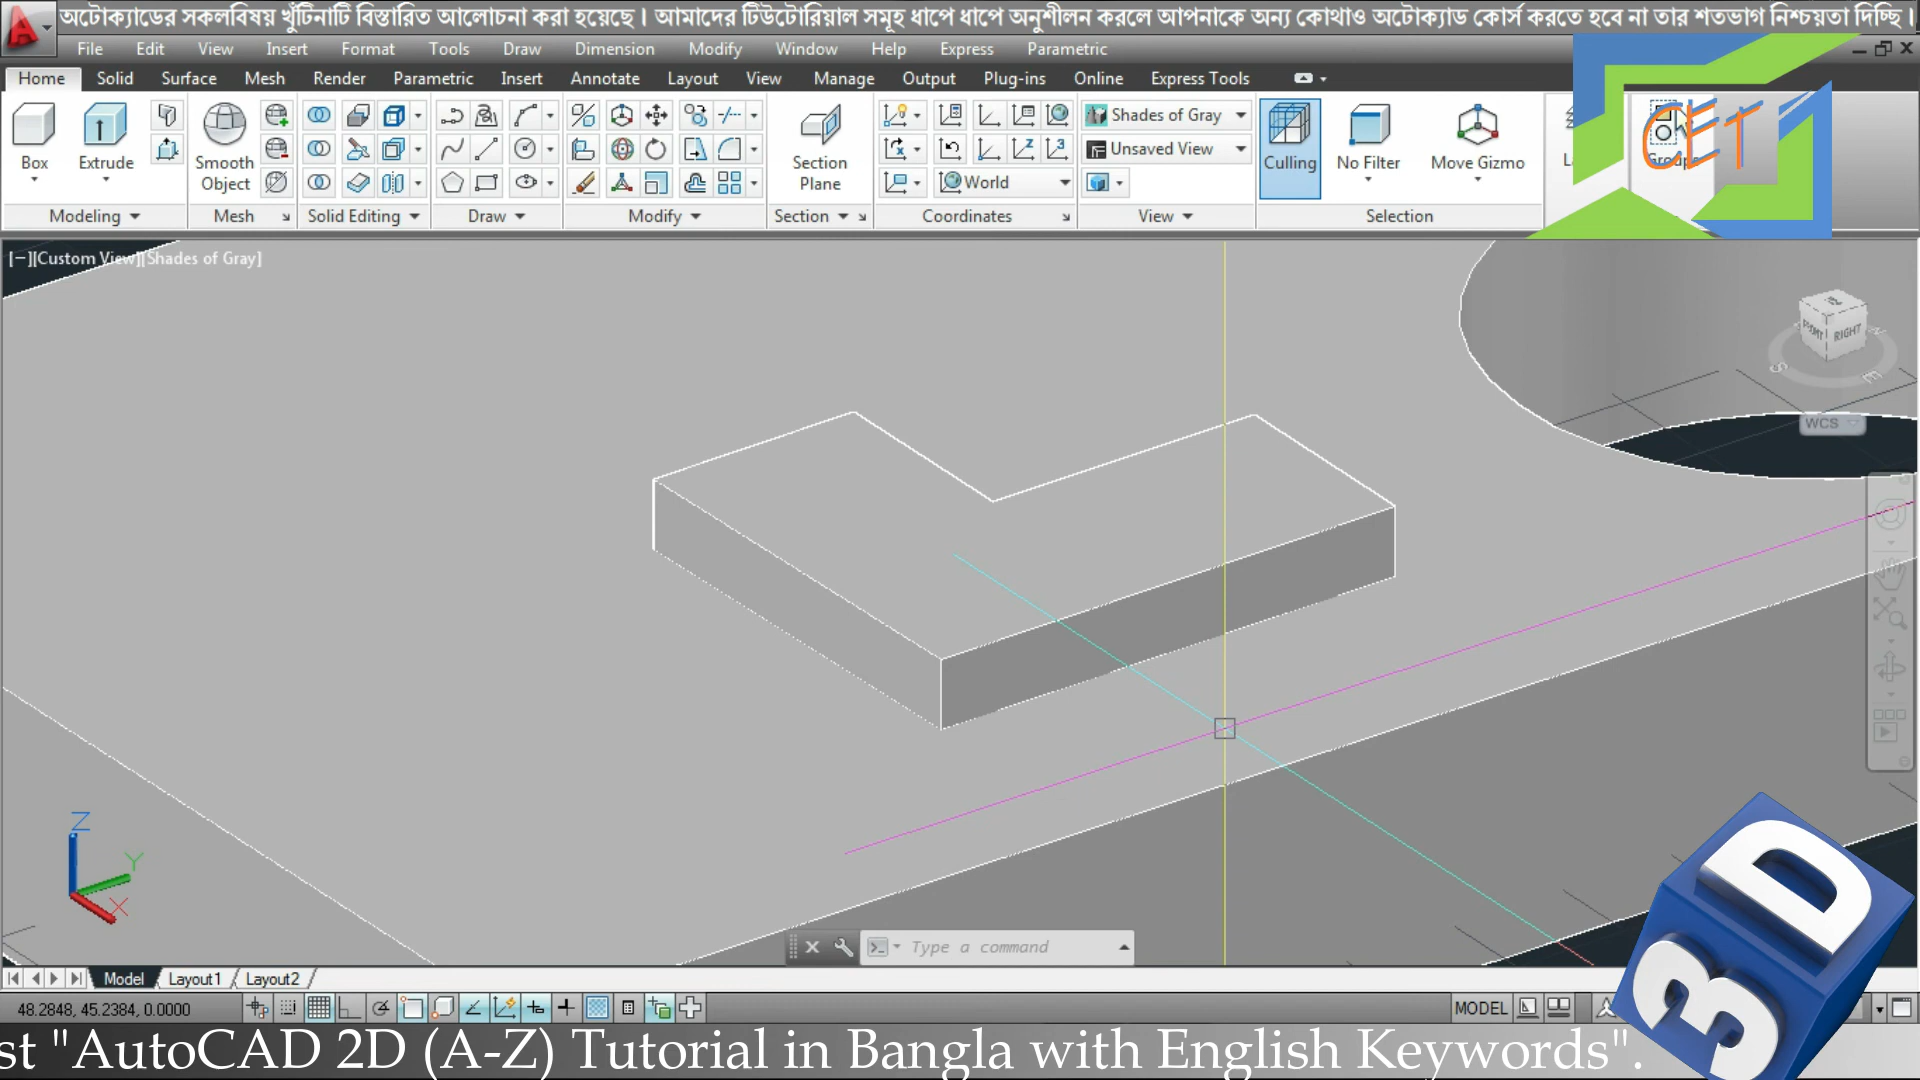 অটোক্যাডের সকলবিষয় খুঁটিনাটি বিস্তারিত আলোচনা করা হয়েছে। আমাদের টিউটোরিয়াল সমূহ ধাপে ধাপে অনুশীলন করলে আপনাকে অন্য কোথাও অটোক্যাড কোর্স করতে হবে না তার শতভাগ নিশ্চয়তা দিচ্ছি।
File Edit View Insert Format Tools Draw Dimension Modify Window Help Express Parametric
Home Solid Surface Mesh Render Parametric Insert Annotate Layout View Manage Output Plug-ins Online Express Tools
Box Extrude Smooth Object Section Plane Shades of Gray Unsaved View World Culling No Filter Move Gizmo
CET
Modeling Mesh Solid Editing Draw Modify Section Coordinates View Selection
[−][Custom View][Shades of Gray]
RIGHT
S E
WCS
Z
Y
X
Type a command
Model Layout1 Layout2
48.2848, 45.2384, 0.0000 MODEL
3D
st "AutoCAD 2D (A-Z) Tutorial in Bangla with English Keywords".